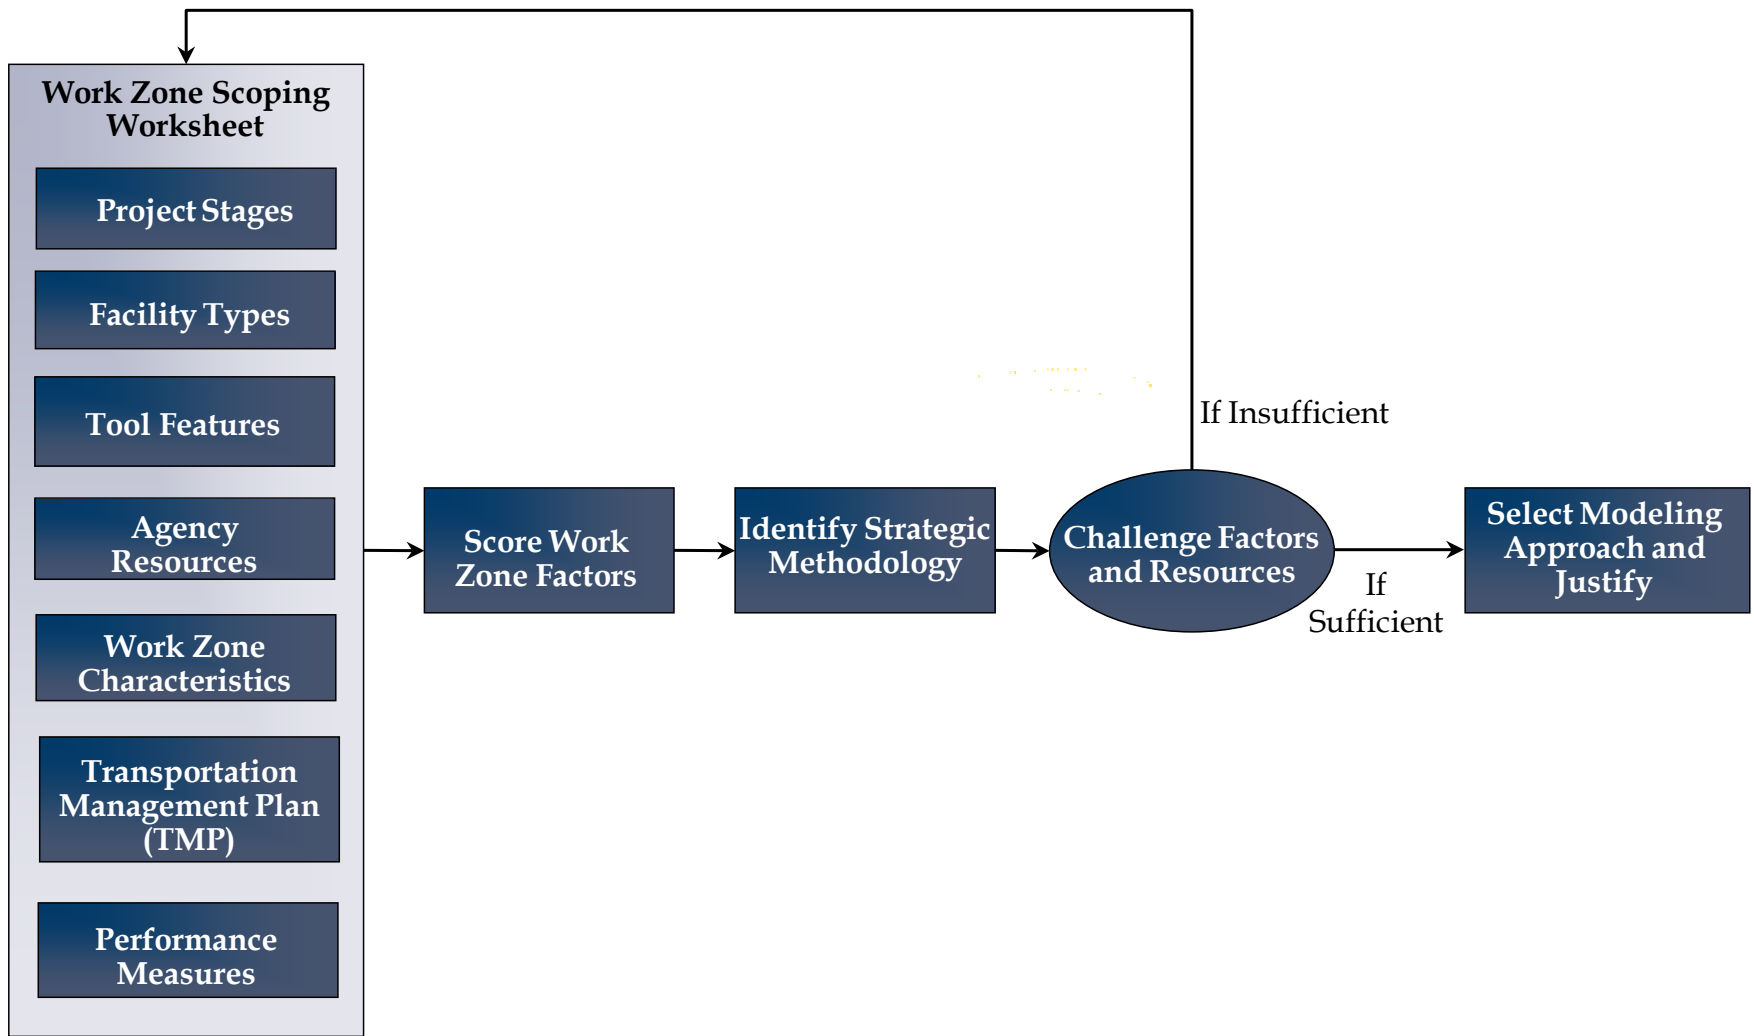 Work Zone Scoping
Worksheet
Project Stages
Facility Types
Tool Features
Agency
Resources
Work Zone
Characteristics
Transportation
Management Plan
(TMP)
Performance
Measures
Score Work
Zone Factors
Identify Strategic
Methodology
Challenge Factors
and Resources
If Insufficient
If
Sufficient
Select Modeling
Approach and
Justify